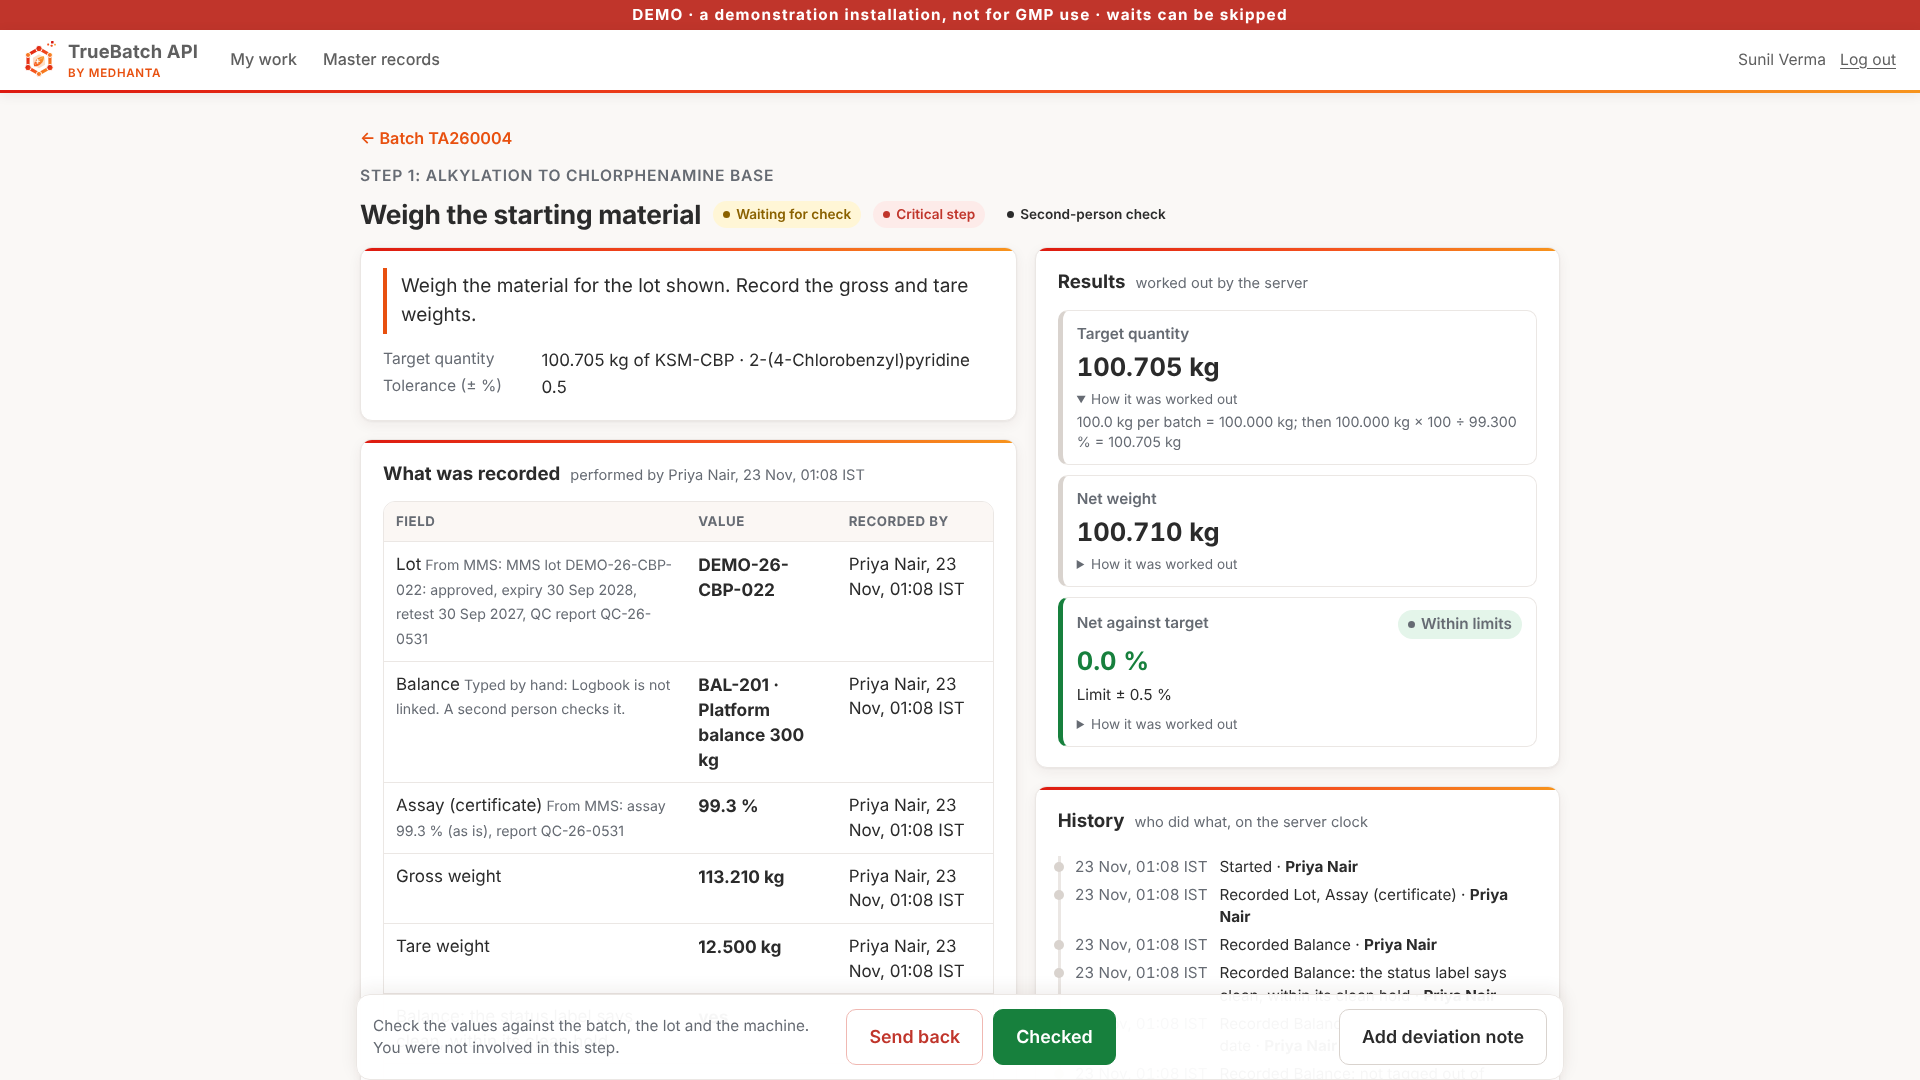 DEMO · a demonstration installation, not for GMP use · waits can be skipped
TrueBatch API
BY MEDHANTA
My work
Master records
Sunil Verma
Log out
← Batch TA260004
STEP 1: ALKYLATION TO CHLORPHENAMINE BASE
Weigh the starting material
Waiting for check
Critical step
Second-person check
Weigh the material for the lot shown. Record the gross and tare
weights.
Target quantity 100.705 kg of KSM-CBP · 2-(4-Chlorobenzyl)pyridine
Tolerance (± %) 0.5
What was recorded performed by Priya Nair, 23 Nov, 01:08 IST
FIELD VALUE RECORDED BY
Lot From MMS: MMS lot DEMO-26-CBP-
022: approved, expiry 30 Sep 2028,
retest 30 Sep 2027, QC report QC-26-
0531
DEMO-26-
CBP-022
Priya Nair, 23
Nov, 01:08 IST
Balance Typed by hand: Logbook is not
linked. A second person checks it.
BAL-201 ·
Platform
balance 300
kg
Priya Nair, 23
Nov, 01:08 IST
Assay (certificate) From MMS: assay
99.3 % (as is), report QC-26-0531
99.3 %
Priya Nair, 23
Nov, 01:08 IST
Gross weight
113.210 kg
Priya Nair, 23
Nov, 01:08 IST
Tare weight
12.500 kg
Priya Nair, 23
Nov, 01:08 IST
Results worked out by the server
Target quantity
100.705 kg
▼ How it was worked out
100.0 kg per batch = 100.000 kg; then 100.000 kg × 100 ÷ 99.300
% = 100.705 kg
Net weight
100.710 kg
▶ How it was worked out
Net against target
Within limits
0.0 %
Limit ± 0.5 %
▶ How it was worked out
History who did what, on the server clock
23 Nov, 01:08 IST Started · Priya Nair
23 Nov, 01:08 IST Recorded Lot, Assay (certificate) · Priya
Nair
23 Nov, 01:08 IST Recorded Balance · Priya Nair
23 Nov, 01:08 IST Recorded Balance: the status label says
Check the values against the batch, the lot and the machine.
You were not involved in this step.
Send back
Checked
Add deviation note